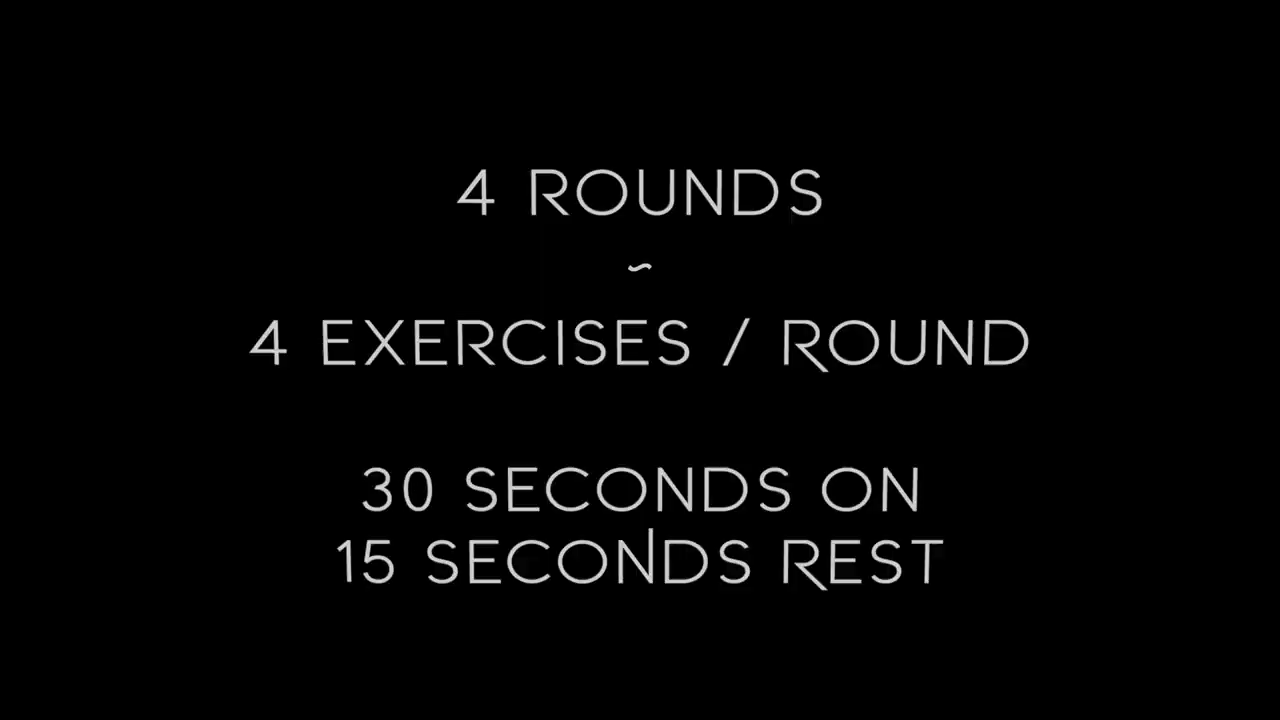 4 ROUNDS
~
4 EXERCISES / ROUND
30 SECONDS ON
15 SECONDS REST